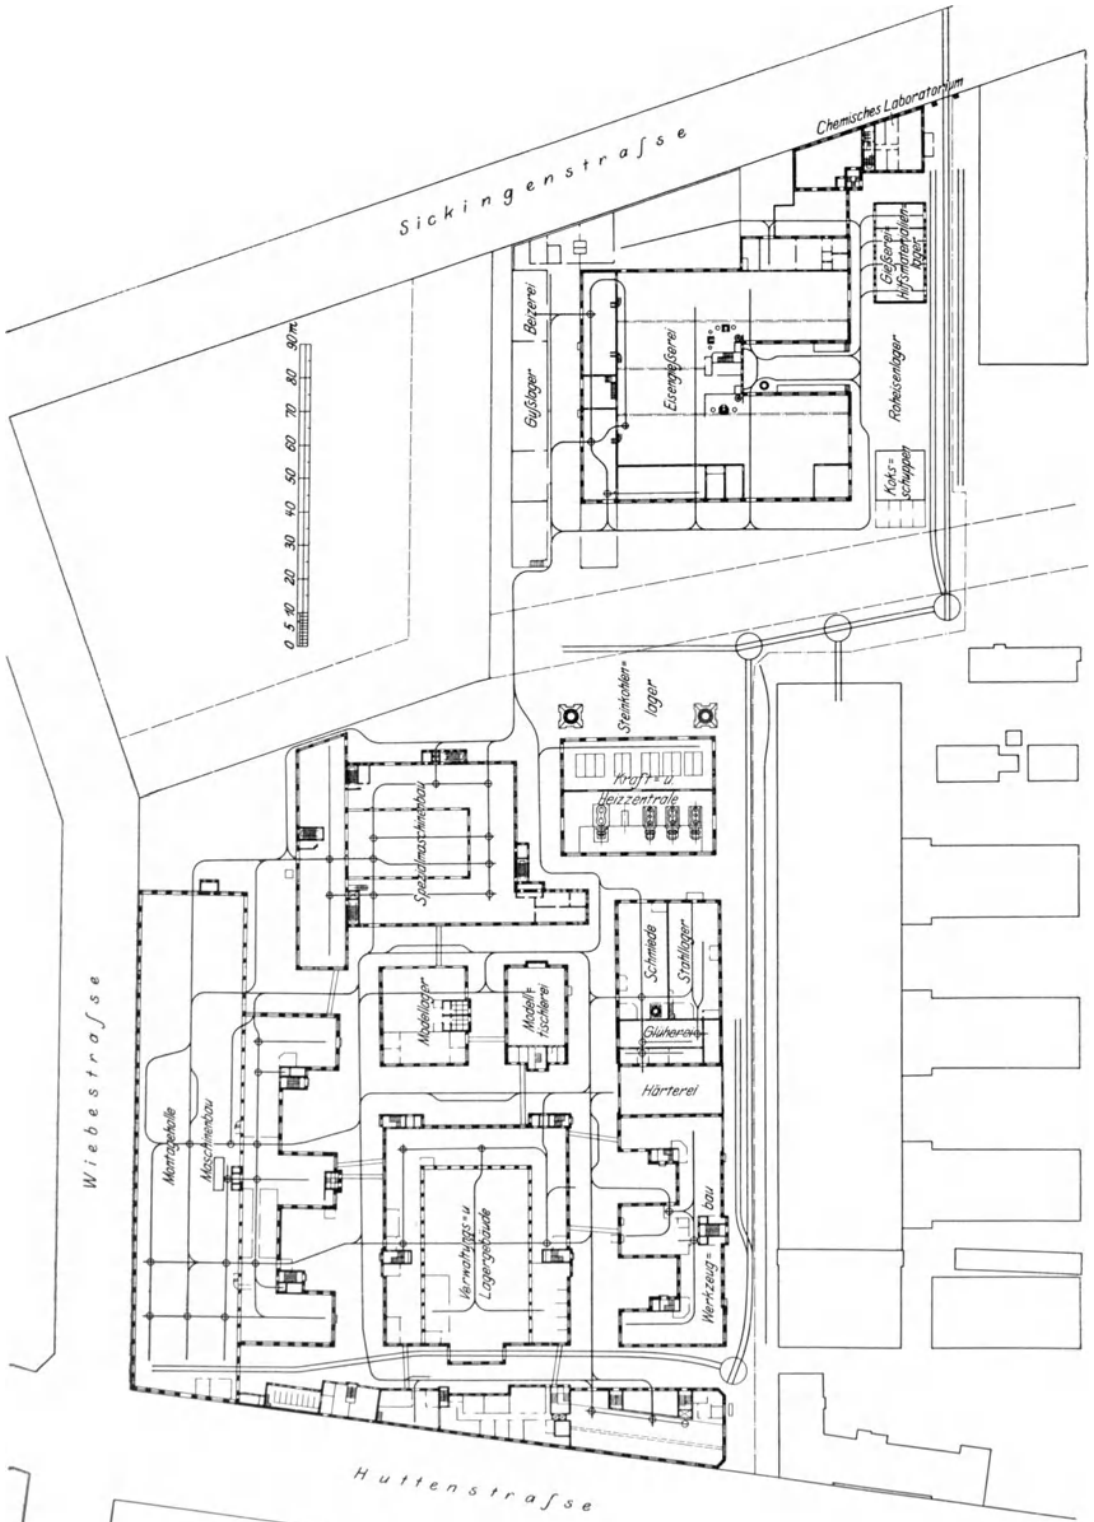 Sickingenstraſse
Chemisches Laboratorium
Gießerei=
Hilfsmaterialien=
lager
Beizerei
Gußlager
Eisengießerei
Roheisenlager
Koks=
schuppen
0 5 10 20 30 40 50 60 70 80 90 m
Steinkohlen=
lager
Kraft= u.
Heizzentrale
Spezialmaschinenbau
Schmiede
Stahllager
Modellager
Modell=
tischlerei
Glüherei
Härterei
Wiebestraſse
Montagehalle
Maschinenbau
Verwaltungs= u
Lagergebäude
Werkzeug=
bau
Huttenstraſse